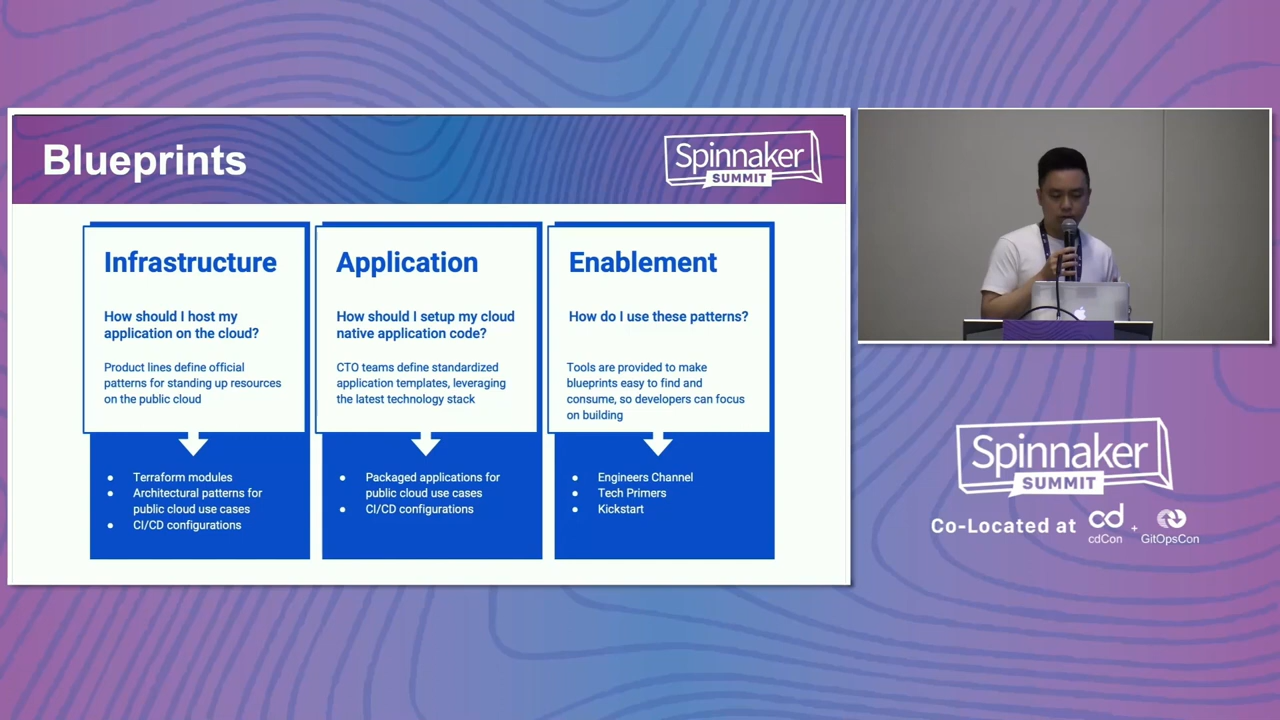 Blueprints
Spinnaker
SUMMIT
Infrastructure
How should I host my
application on the cloud?
Product lines define official
patterns for standing up resources
on the public cloud
• Terraform modules
• Architectural patterns for
public cloud use cases
• CI/CD configurations
Application
How should I setup my cloud
native application code?
CTO teams define standardized
application templates, leveraging
the latest technology stack
• Packaged applications for
public cloud use cases
• CI/CD configurations
Enablement
How do I use these patterns?
Tools are provided to make
blueprints easy to find and
consume, so developers can focus
on building
• Engineers Channel
• Tech Primers
• Kickstart
Spinnaker
SUMMIT
Co-Located at cd + 
cdCon GitOpsCon